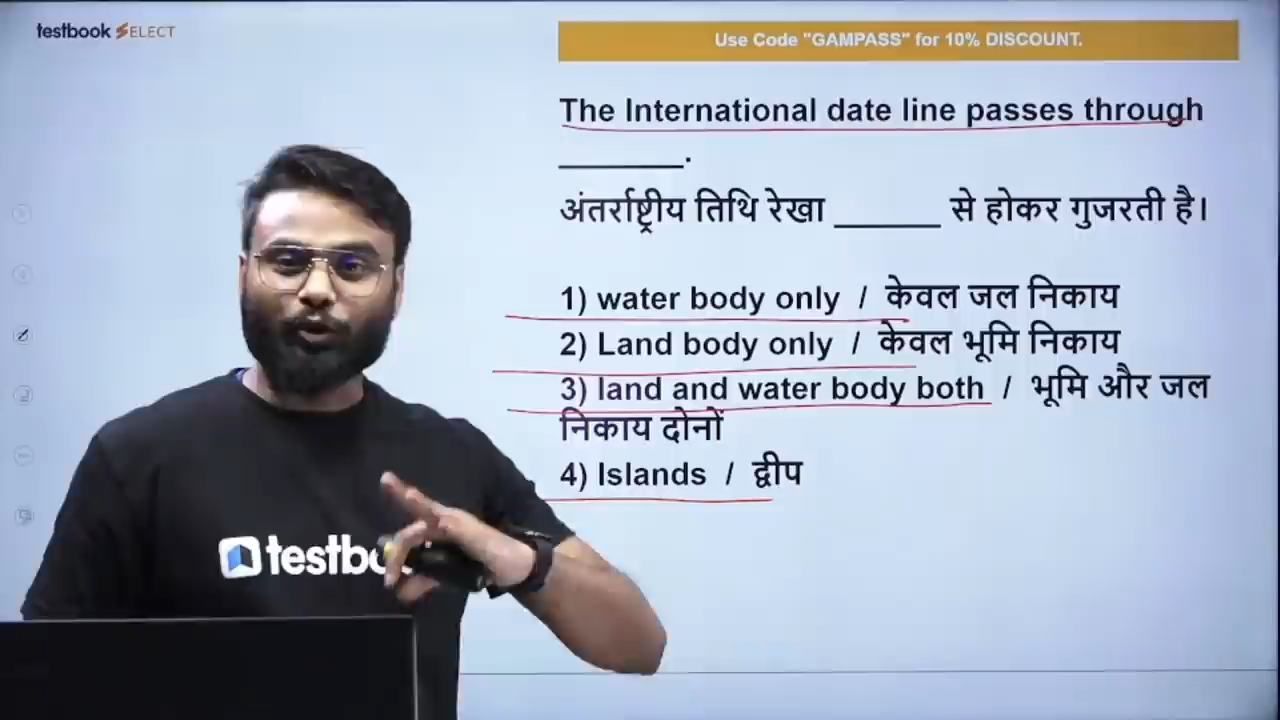 testbook SELECT
Use Code "GAMPASS" for 10% DISCOUNT.
The International date line passes through
______.
अंतर्राष्ट्रीय तिथि रेखा ______ से होकर गुजरती है।
1) water body only / केवल जल निकाय
2) Land body only / केवल भूमि निकाय
3) land and water body both / भूमि और जल
निकाय दोनों
4) Islands / द्वीप
testbo